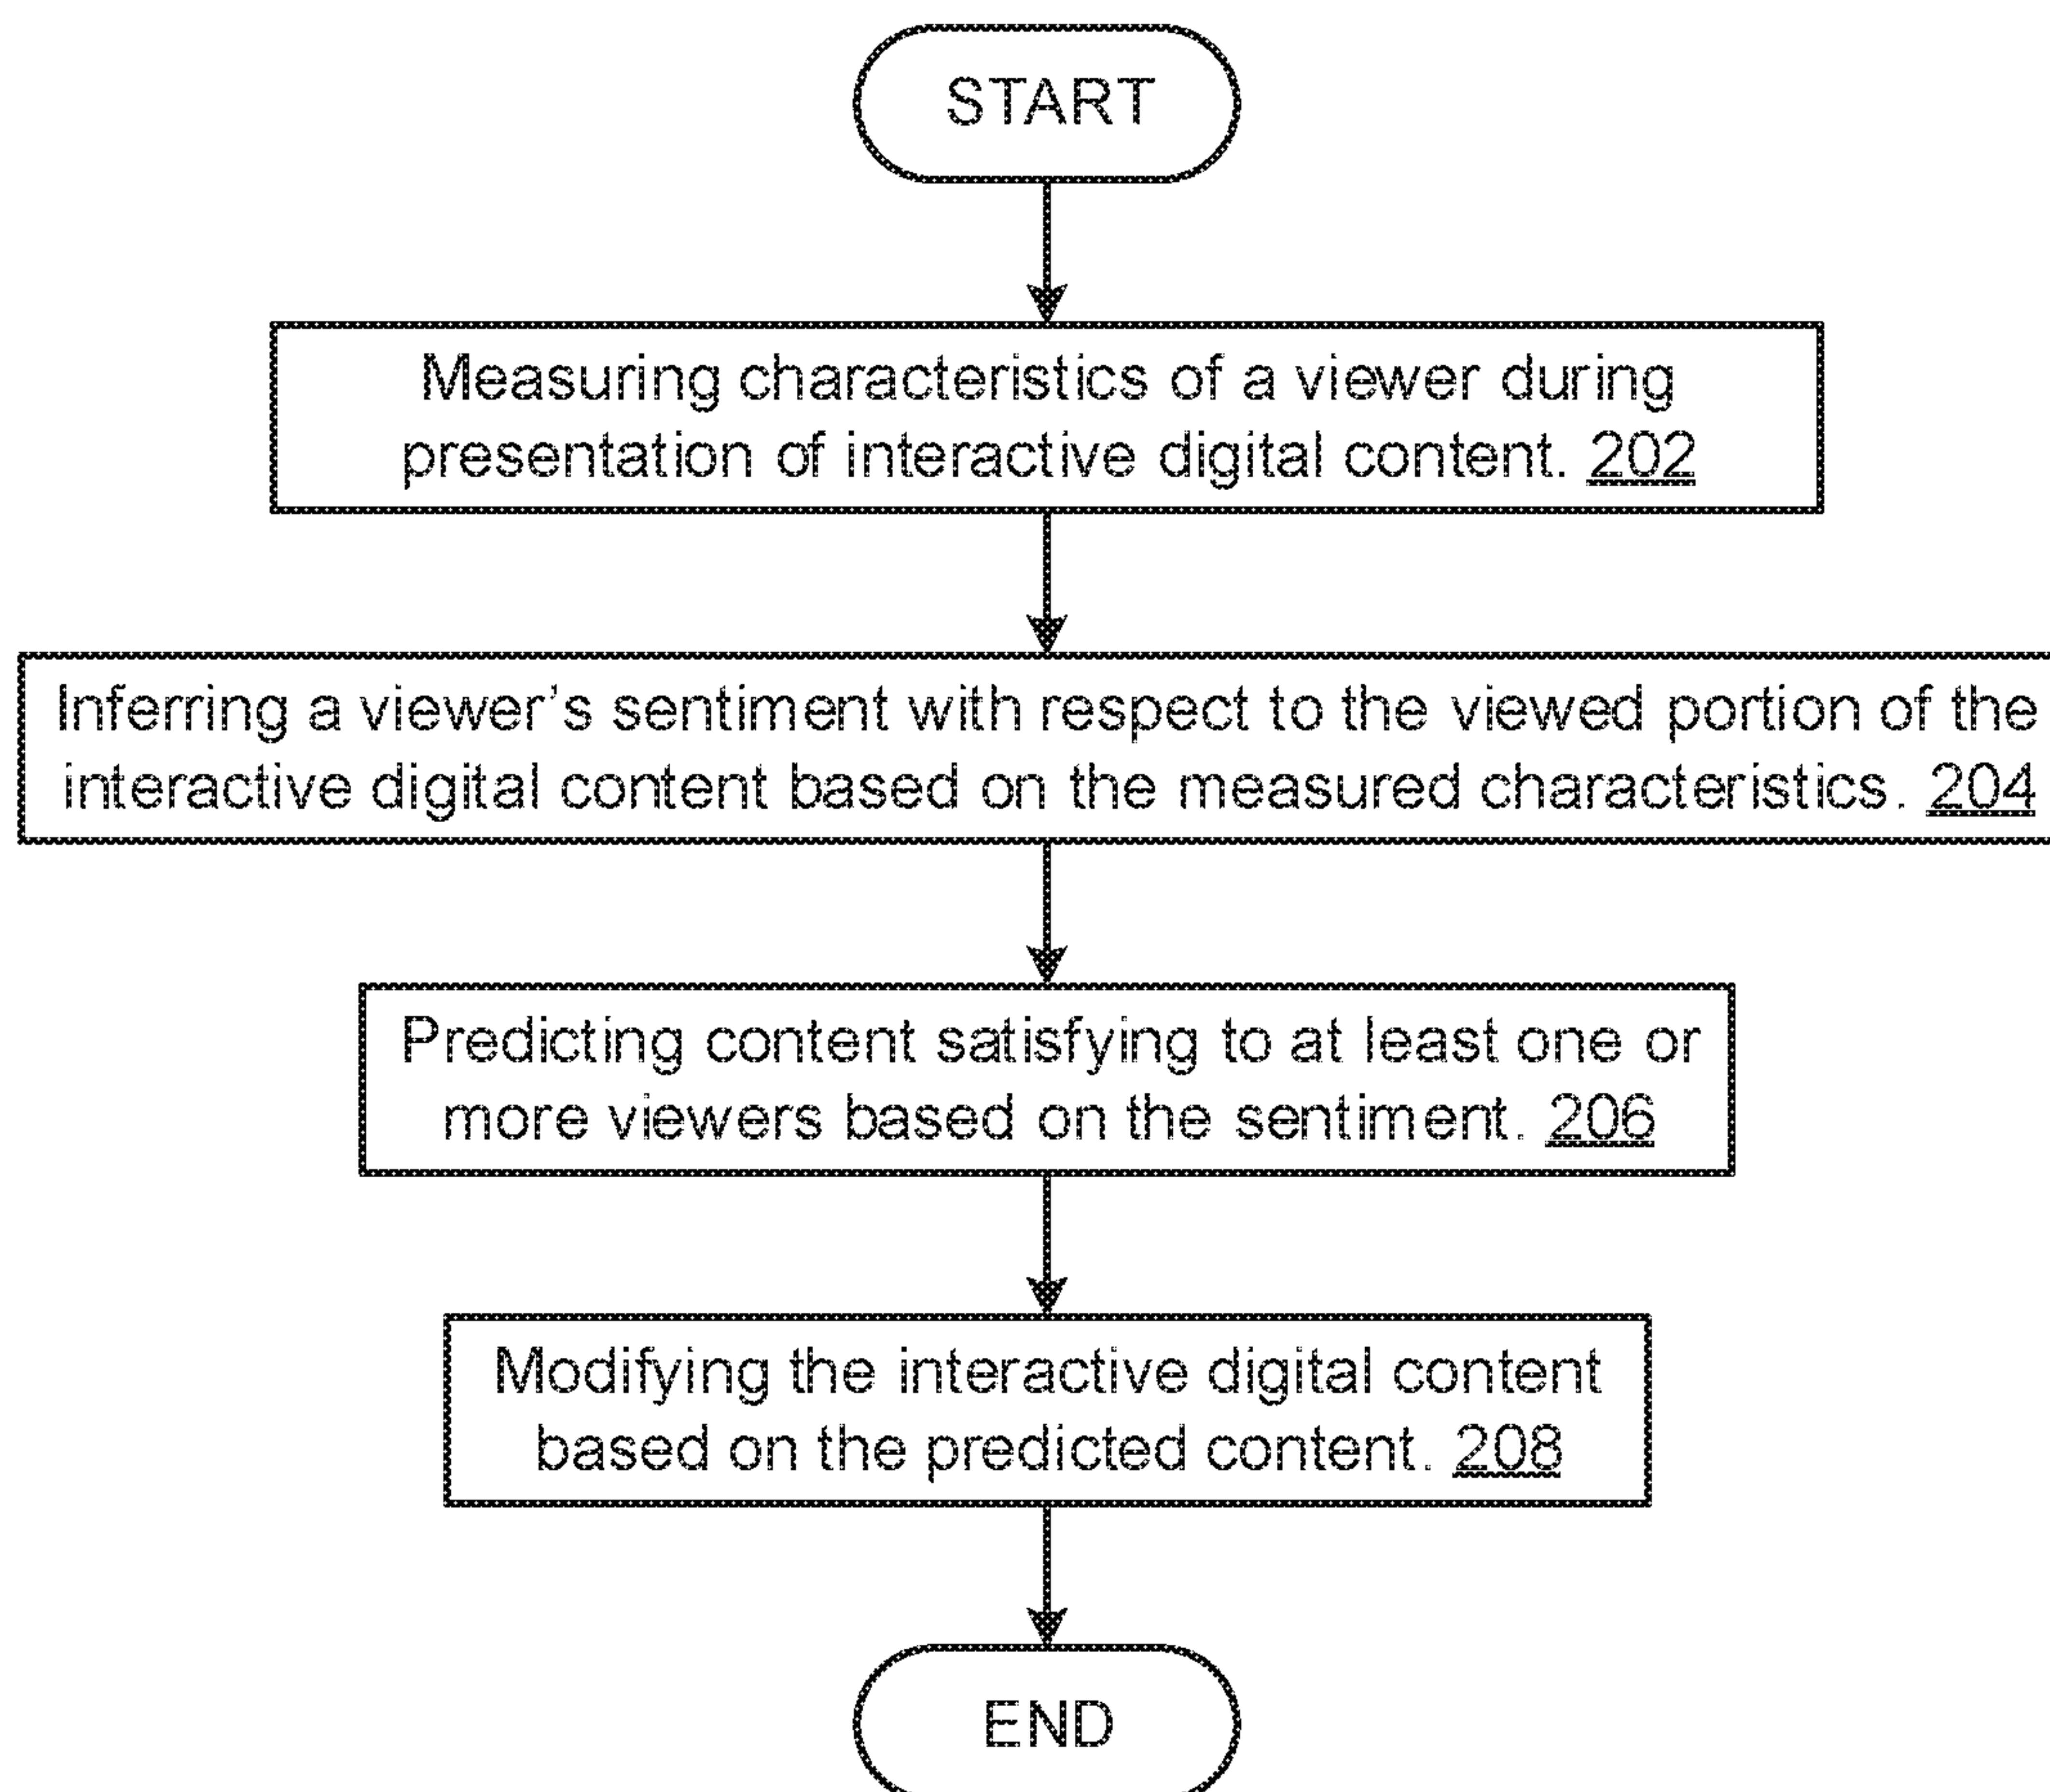 START
Measuring characteristics of a viewer during
presentation of interactive digital content. 202
Inferring a viewer's sentiment with respect to the viewed portion of the
interactive digital content based on the measured characteristics. 204
Predicting content satisfying to at least one or
more viewers based on the sentiment. 206
Modifying the interactive digital content
based on the predicted content. 208
END